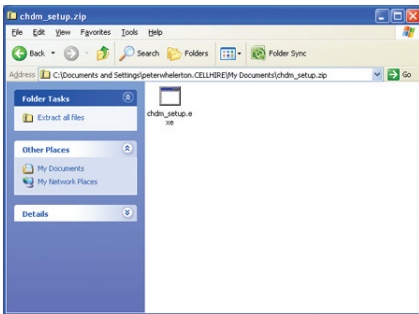 chdm_setup.zip
File Edit View Favorites Tools Help
Back Search Folders Folder Sync
Address C:\Documents and Settings\peterwhelerton.CELLHIRE\My Documents\chdm_setup.zip Go
Folder Tasks
Extract all files
Other Places
My Documents
My Network Places
Details
chdm_setup.e
xe